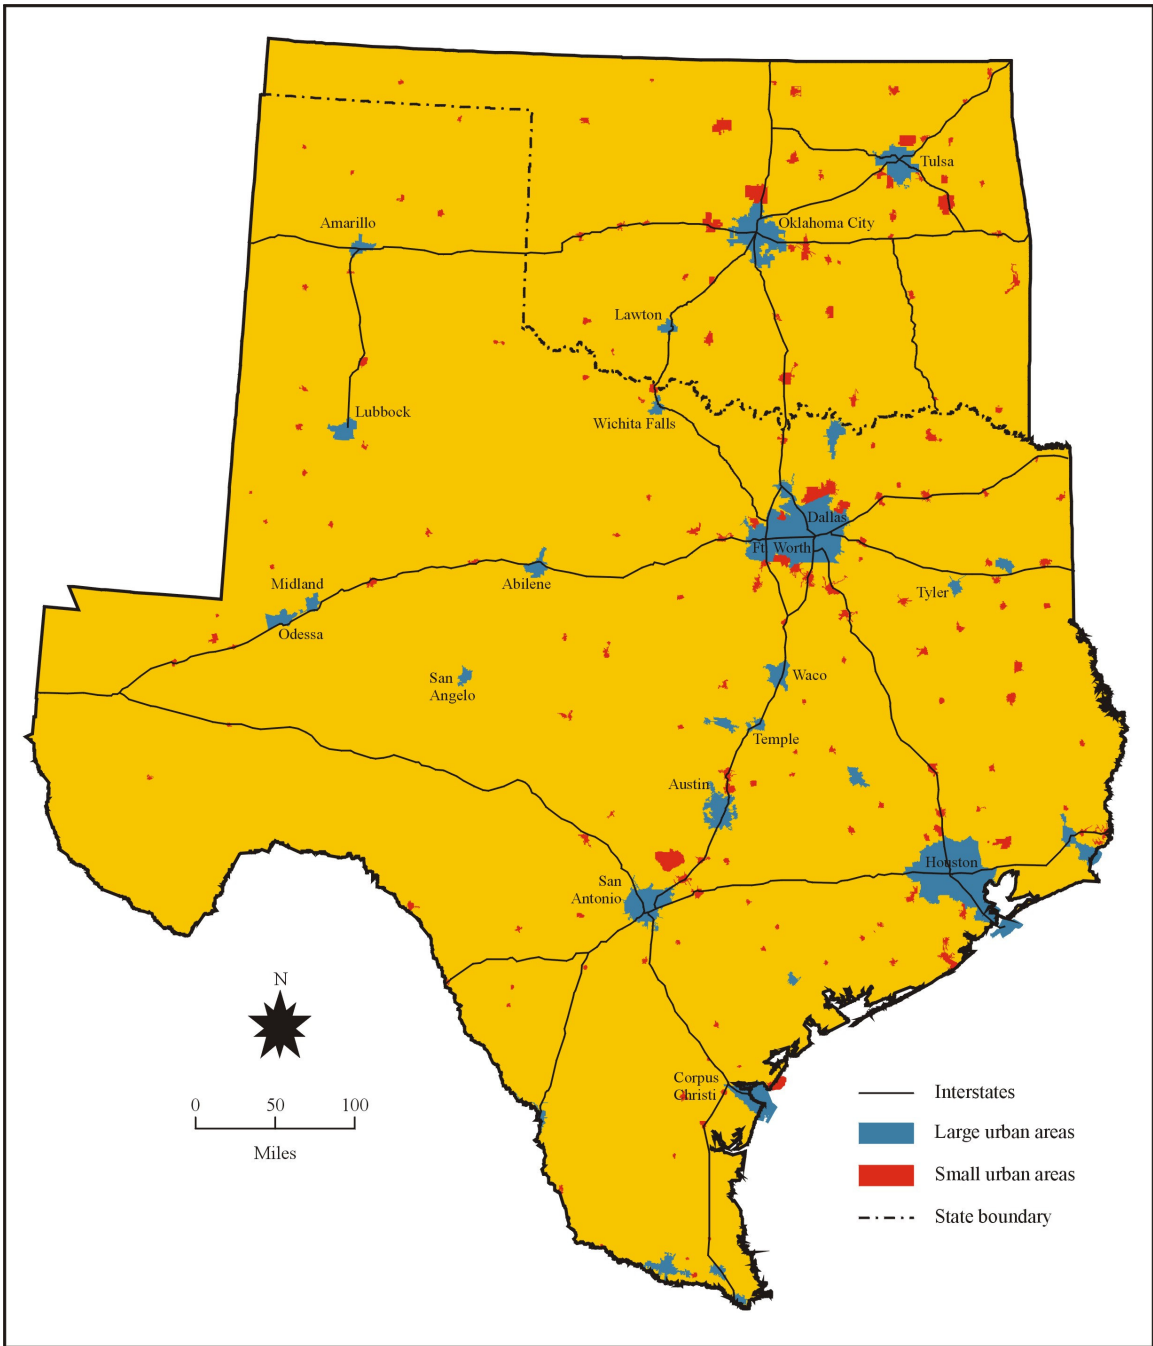 Tulsa
Amarillo
Oklahoma City
Lawton
Lubbock
Wichita Falls
Dallas
Ft. Worth
Midland
Abilene
Tyler
Odessa
San
Angelo
Waco
Temple
Austin
Houston
San
Antonio
N
Corpus
Christi
0 50 100
Miles
Interstates
Large urban areas
Small urban areas
State boundary